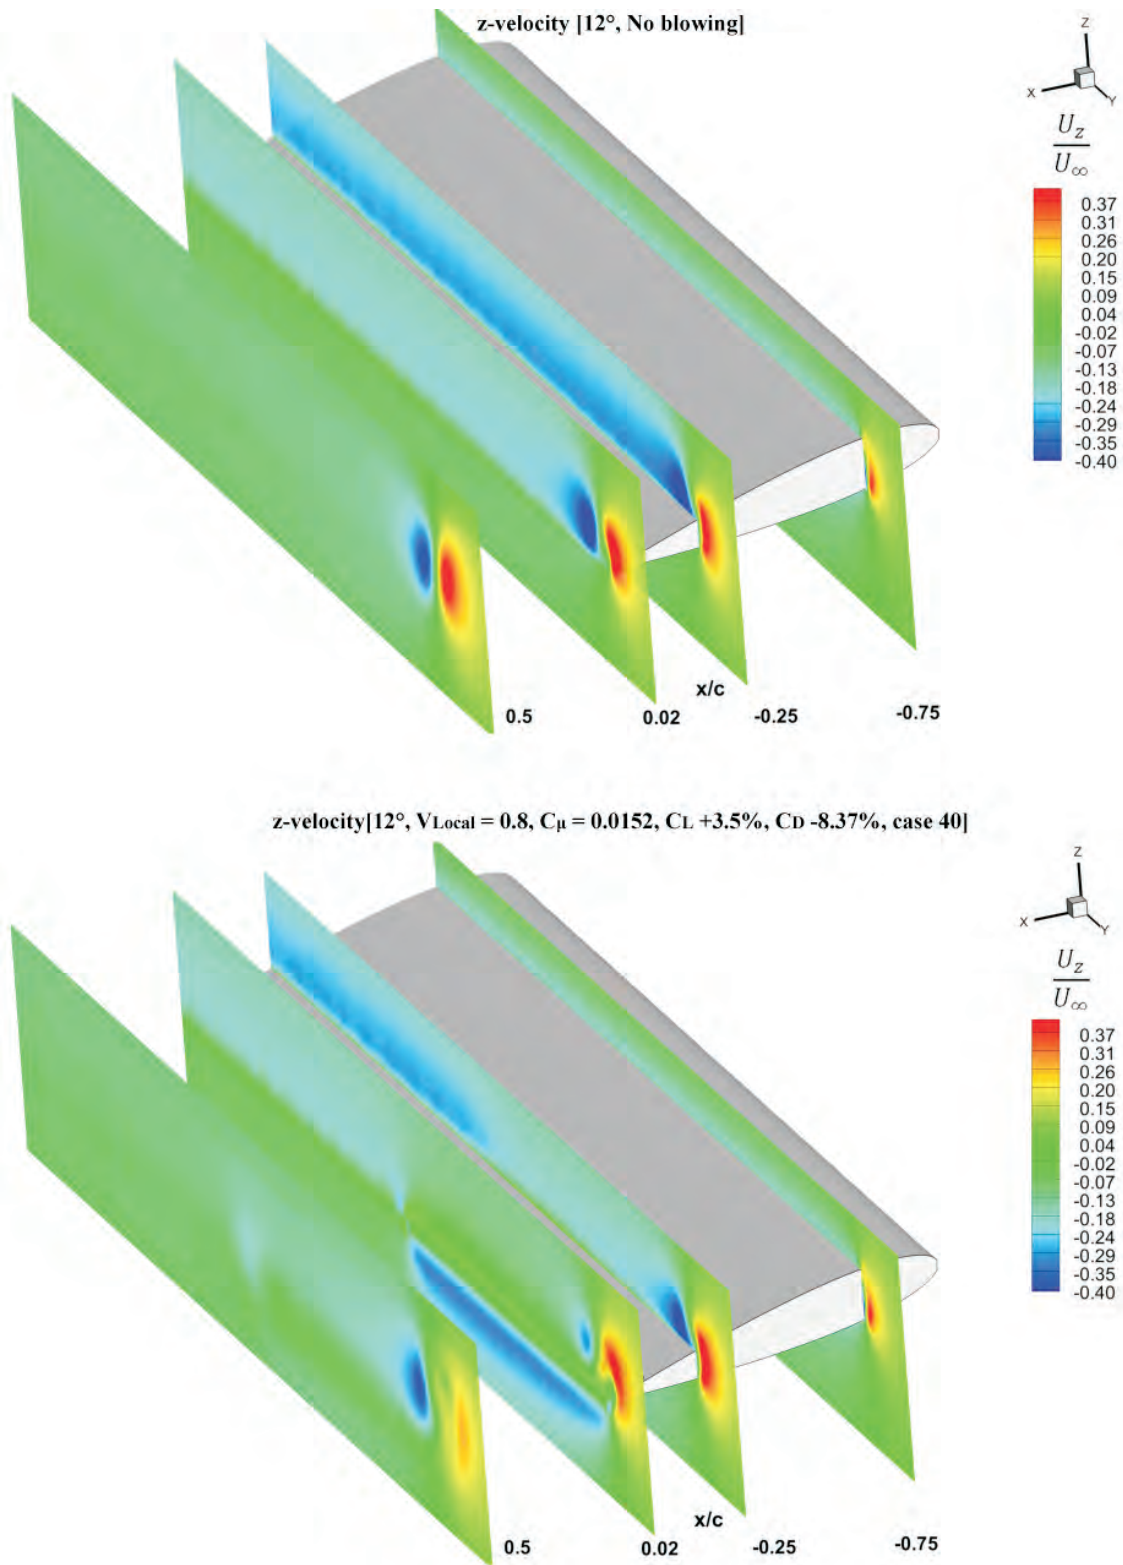 z-velocity [12°, No blowing]
Z
X
Y
U_z
U_∞
0.37
0.31
0.26
0.20
0.15
0.09
0.04
-0.02
-0.07
-0.13
-0.18
-0.24
-0.29
-0.35
-0.40
x/c
0.5 0.02 -0.25 -0.75
z-velocity[12°, VLocal = 0.8, Cμ = 0.0152, CL +3.5%, CD -8.37%, case 40]
Z
X
Y
U_z
U_∞
0.37
0.31
0.26
0.20
0.15
0.09
0.04
-0.02
-0.07
-0.13
-0.18
-0.24
-0.29
-0.35
-0.40
x/c
0.5 0.02 -0.25 -0.75